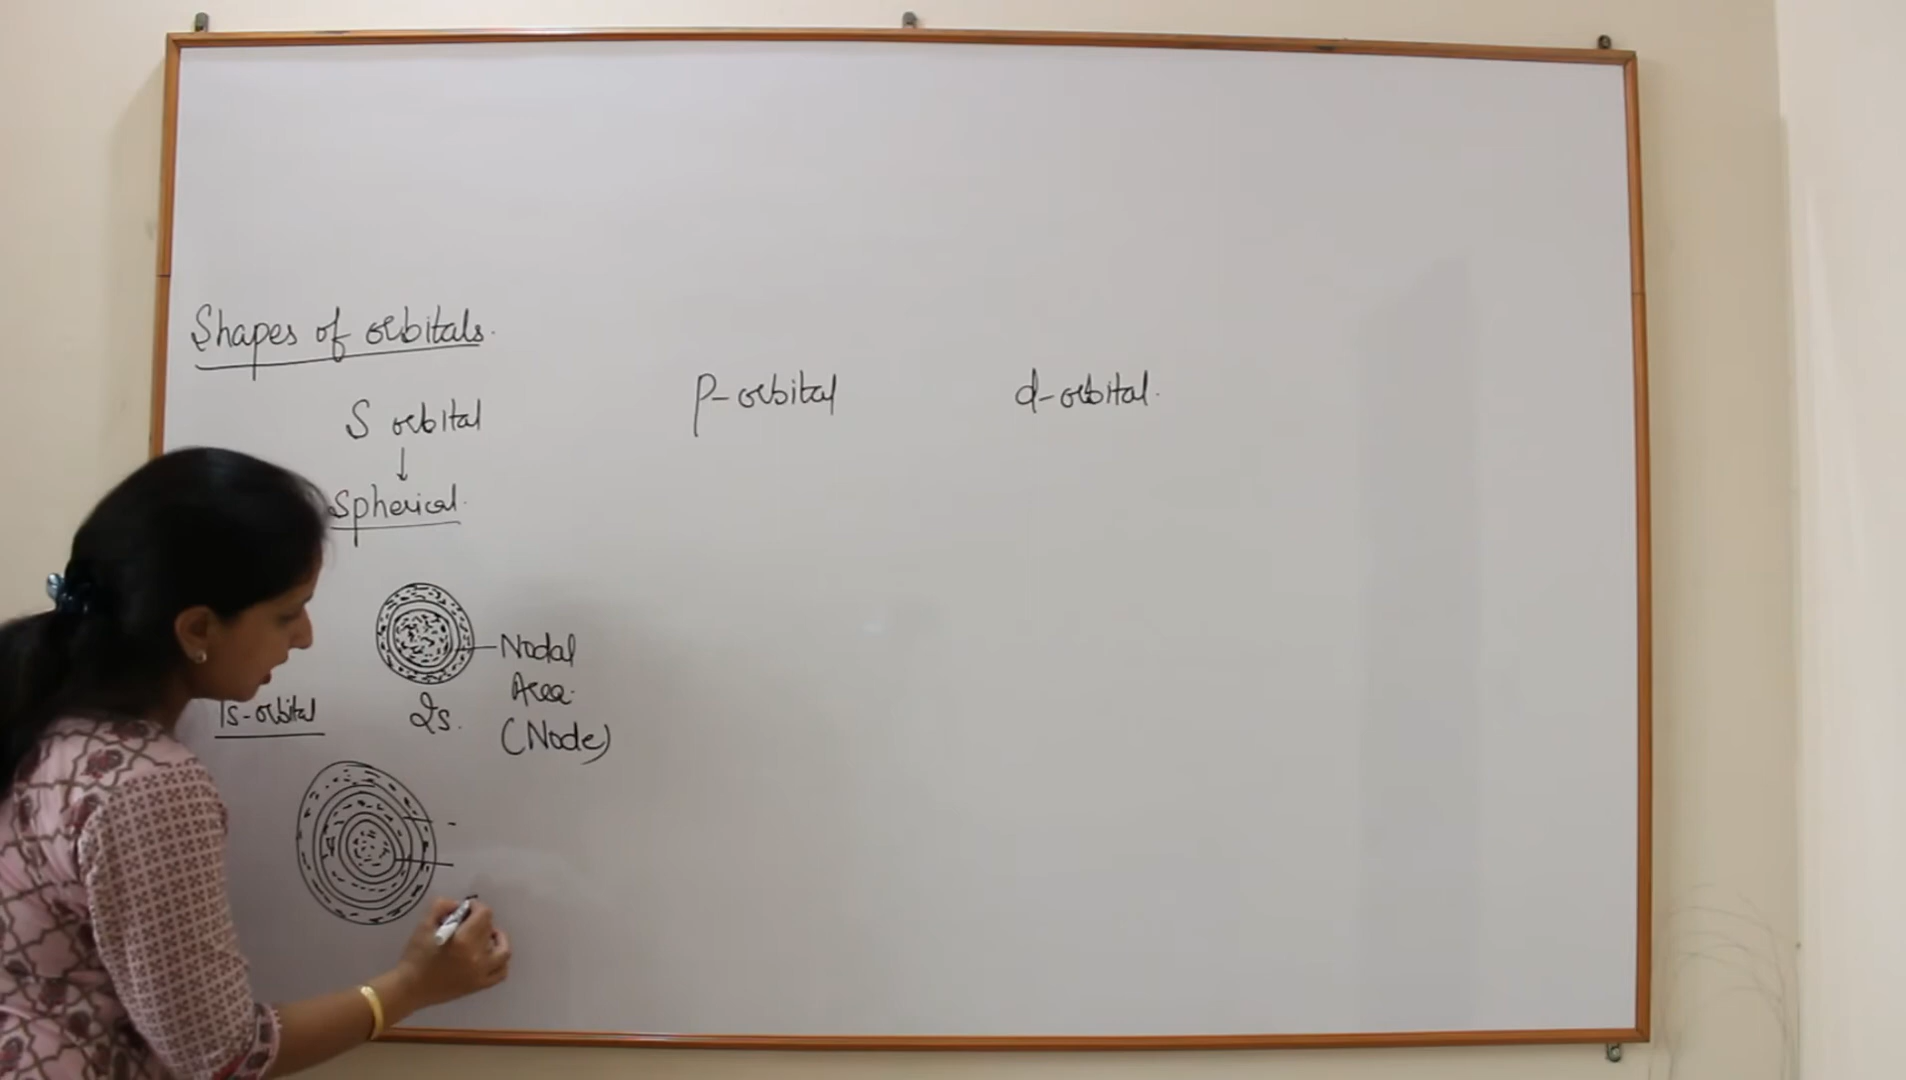 Shapes of orbitals.
S orbital
p-orbital
d-orbital.
↓
Spherical.
Nodal
Area.
(Node)
1s-orbital
2s.